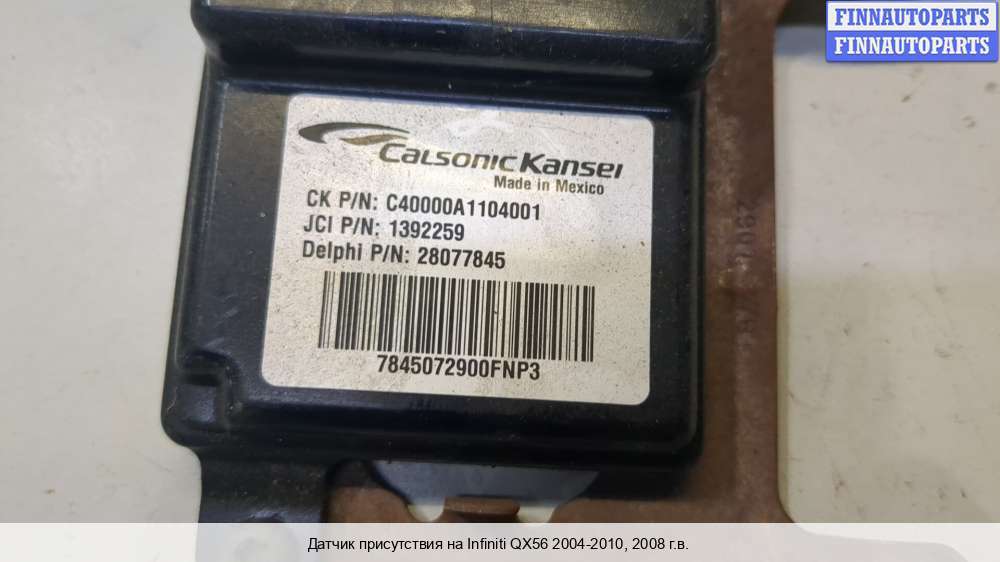 FINNAUTOPARTS
FINNAUTOPARTS
CalsonicKansei
Made in Mexico
CK P/N: C40000A1104001
JCI P/N: 1392259
Delphi P/N: 28077845
7845072900FNP3
Датчик присутствия на Infiniti QX56 2004-2010, 2008 г.в.